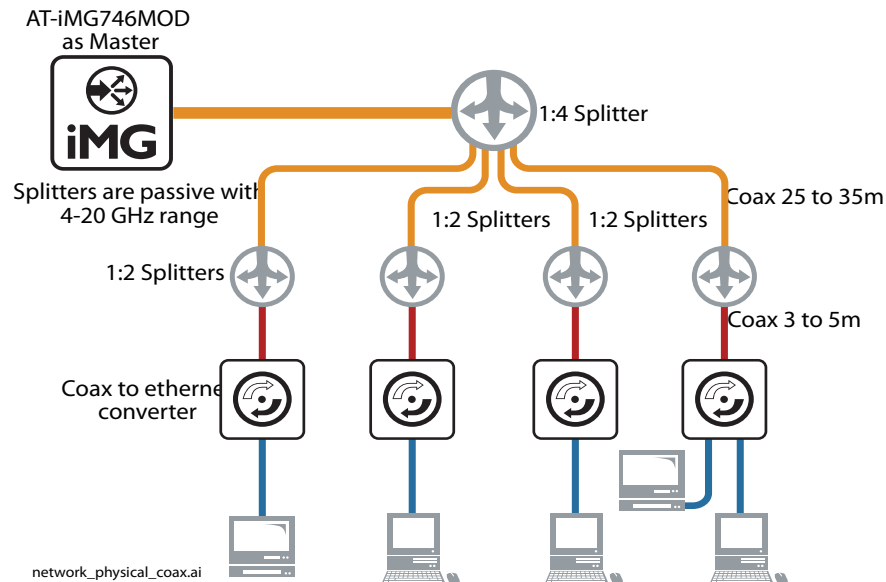 AT-iMG746MOD
as Master
iMG
1:4 Splitter
Splitters are passive with
4-20 GHz range
Coax 25 to 35m
1:2 Splitters
1:2 Splitters
1:2 Splitters
Coax 3 to 5m
Coax to etherne
converter
network_physical_coax.ai